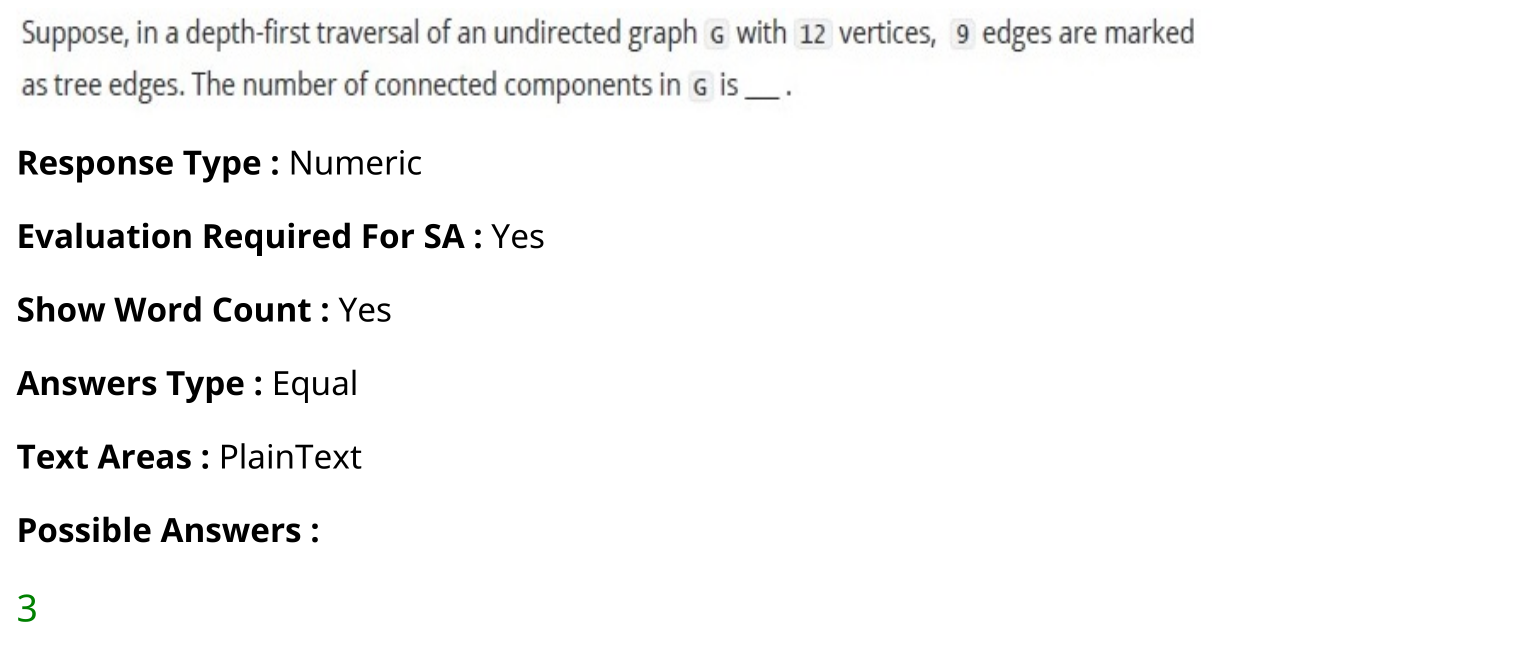 Suppose, in a depth-first traversal of an undirected graph G with 12 vertices, 9 edges are marked
as tree edges. The number of connected components in G is __ .
Response Type : Numeric
Evaluation Required For SA : Yes
Show Word Count : Yes
Answers Type : Equal
Text Areas : PlainText
Possible Answers :
3